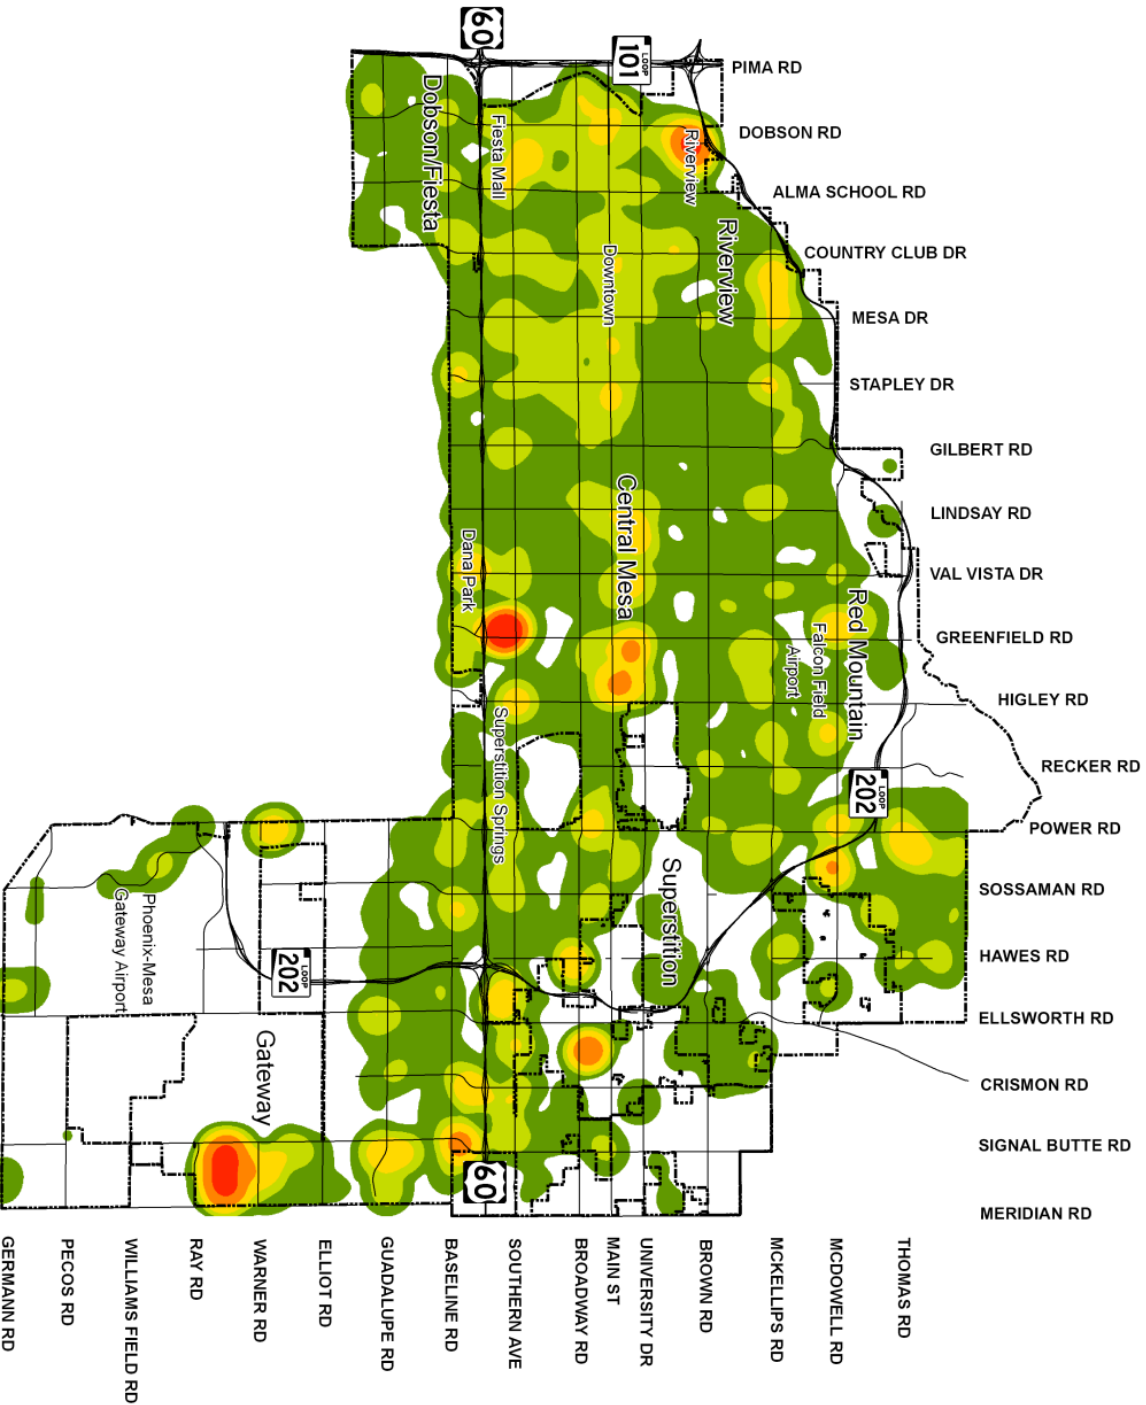 60
LOOP
101
PIMA RD
DOBSON RD
ALMA SCHOOL RD
COUNTRY CLUB DR
MESA DR
STAPLEY DR
GILBERT RD
LINDSAY RD
VAL VISTA DR
GREENFIELD RD
HIGLEY RD
RECKER RD
POWER RD
SOSSAMAN RD
HAWES RD
ELLSWORTH RD
CRISMON RD
SIGNAL BUTTE RD
MERIDIAN RD
Dobson/Fiesta
Fiesta Mall
Riverview
Riverview
Downtown
Central Mesa
Dana Park
Red Mountain
Falcon Field
Airport
LOOP
202
Superstition Springs
Superstition
Phoenix-Mesa
Gateway Airport
LOOP
202
Gateway
60
GERMANN RD
PECOS RD
WILLIAMS FIELD RD
RAY RD
WARNER RD
ELLIOT RD
GUADALUPE RD
BASELINE RD
SOUTHERN AVE
BROADWAY RD
MAIN ST
UNIVERSITY DR
BROWN RD
MCKELLIPS RD
MCDOWELL RD
THOMAS RD